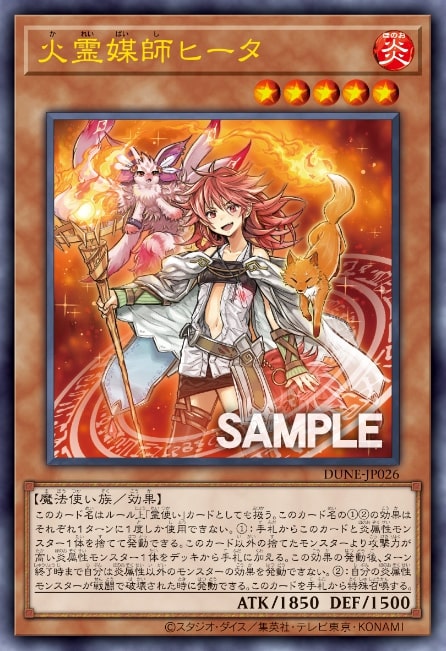 か れい ばい し
火霊媒師ヒータ
ほのお
炎
SAMPLE
DUNE-JP026
【魔法使い族／効果】
このカード名はルール上「霊使い」カードとしても扱う。このカード名の①②の効果は
それぞれ1ターンに1度しか使用できない。①：手札からこのカードと炎属性モン
スター1体を捨てて発動できる。このカード以外の捨てたモンスターより攻撃力が
高い炎属性モンスター1体をデッキから手札に加える。この効果の発動後、ターン
終了時まで自分は炎属性以外のモンスターの効果を発動できない。②：自分の炎属性
モンスターが戦闘で破壊された時に発動できる。このカードを手札から特殊召喚する。
ATK/1850 DEF/1500
©スタジオ・ダイス／集英社・テレビ東京・KONAMI